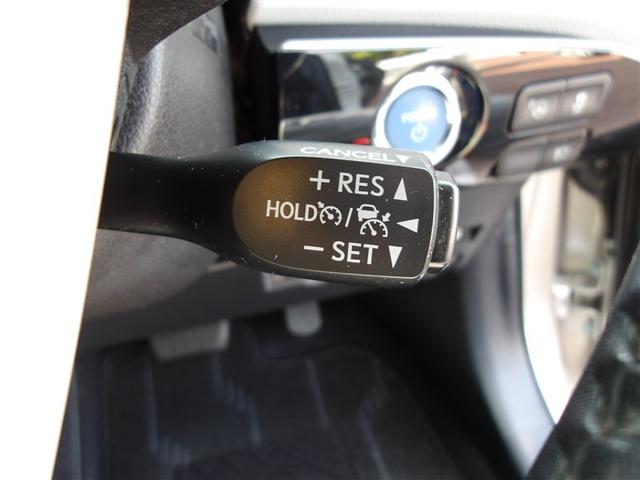 CANCEL▼
+ RES ▲
HOLD / ◀
− SET ▼